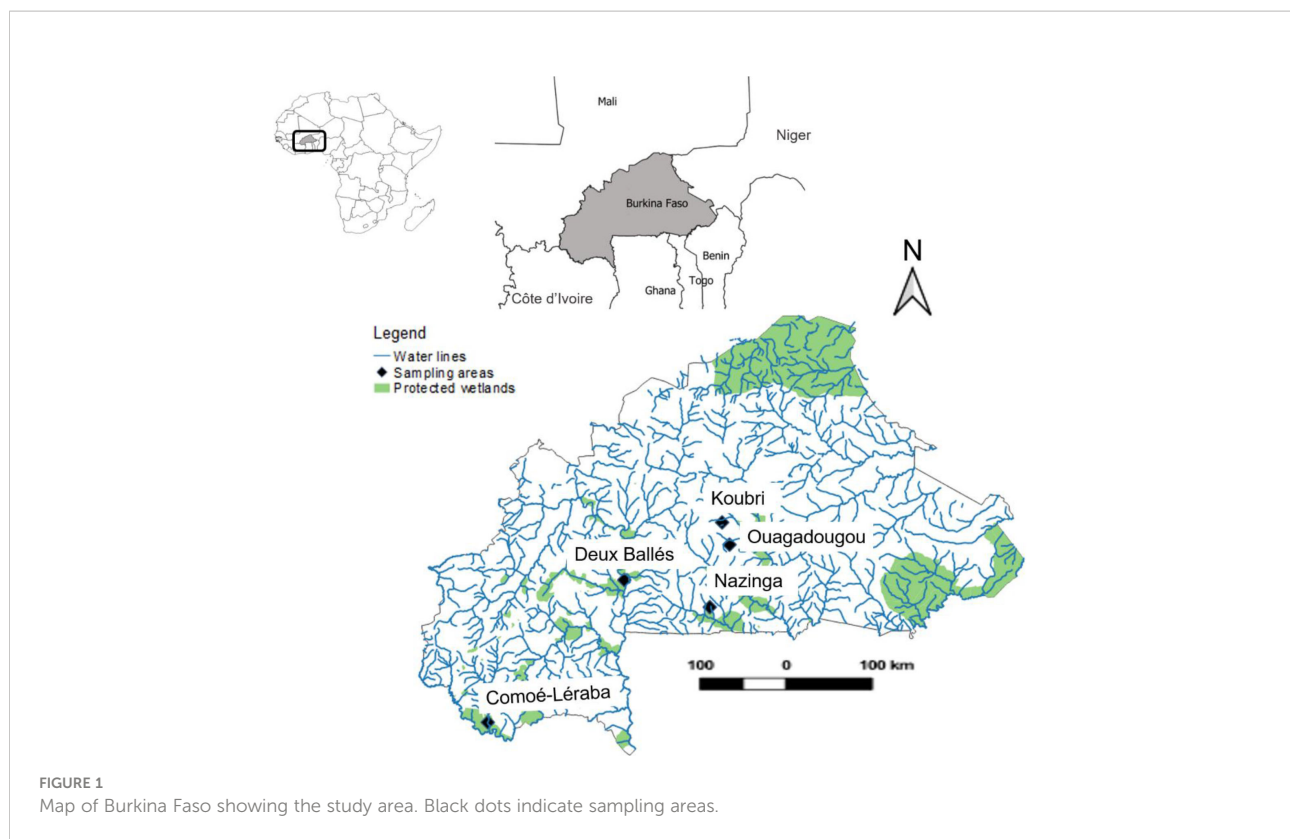 Mali
Niger
Burkina Faso
Benin
Togo
Ghana
Côte d'Ivoire
N
Legend
Water lines
Sampling areas
Protected wetlands
Koubri
Ouagadougou
Deux Ballés
Nazinga
100 0 100 km
Comoé-Léraba
FIGURE 1
Map of Burkina Faso showing the study area. Black dots indicate sampling areas.